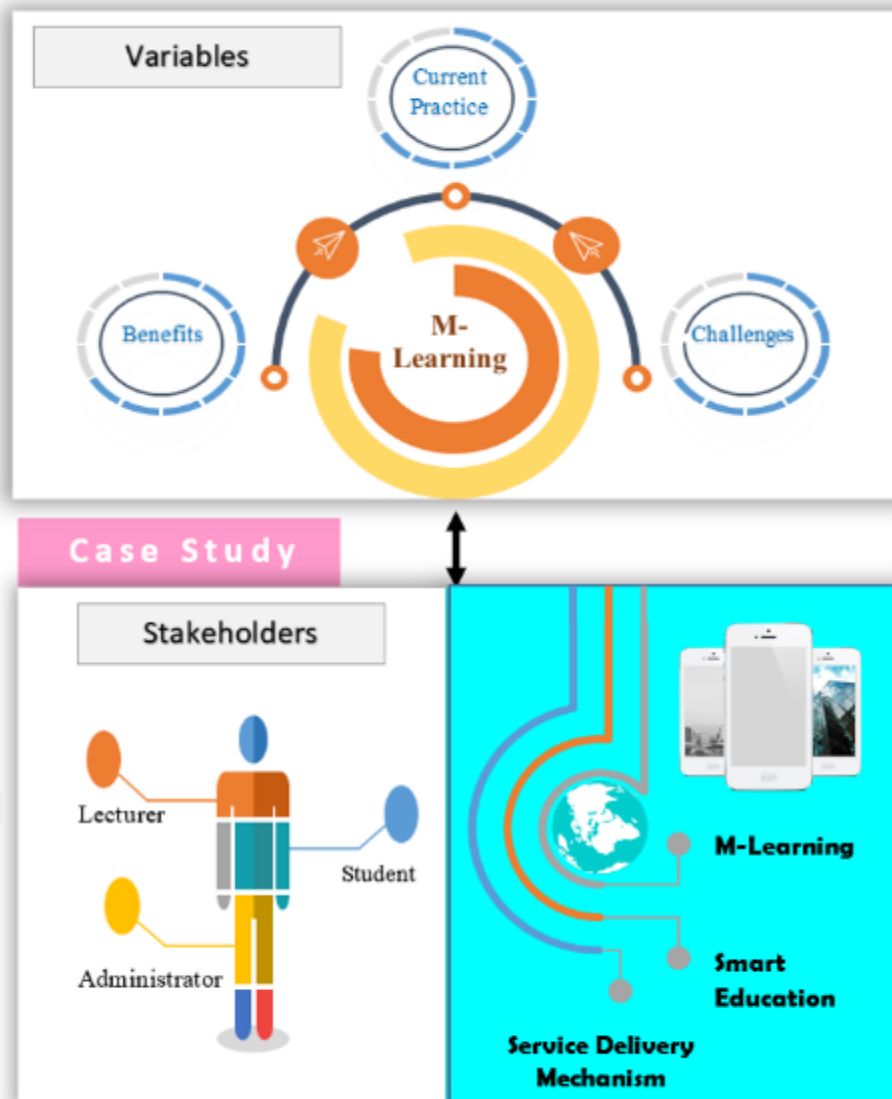 Variables
Current
Practice
Benefits
M-
Learning
Challenges
Case Study
Stakeholders
Lecturer
Student
Administrator
M-Learning
Smart
Education
Service Delivery
Mechanism